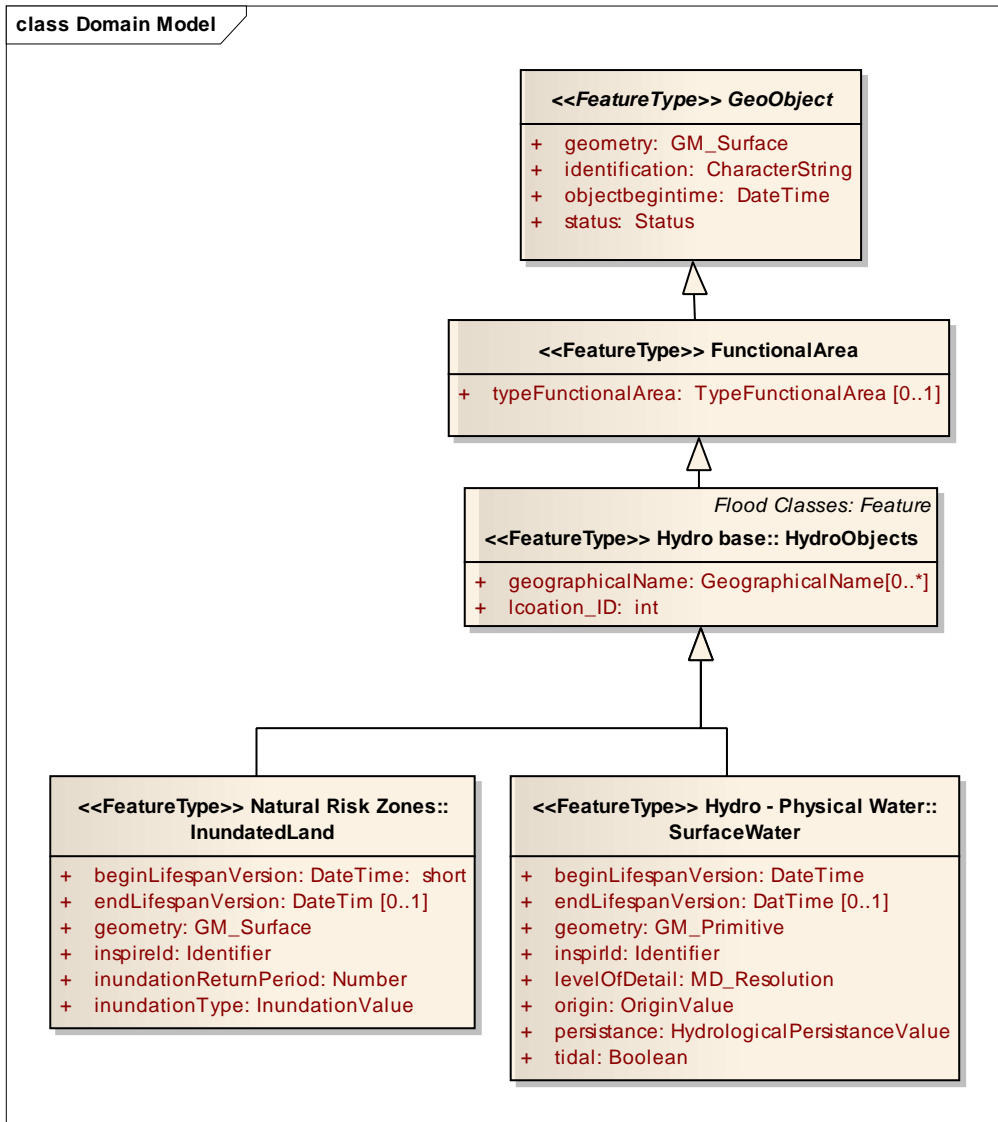 class Domain Model
<<FeatureType>> GeoObject
+ geometry: GM_Surface
+ identification: CharacterString
+ objectbegintime: DateTime
+ status: Status
<<FeatureType>> FunctionalArea
+ typeFunctionalArea: TypeFunctionalArea [0..1]
Flood Classes: Feature
<<FeatureType>> Hydro base:: HydroObjects
+ geographicalName: GeographicalName[0..*]
+ lcoation_ID: int
<<FeatureType>> Natural Risk Zones::
InundatedLand
+ beginLifespanVersion: DateTime: short
+ endLifespanVersion: DateTim [0..1]
+ geometry: GM_Surface
+ inspireId: Identifier
+ inundationReturnPeriod: Number
+ inundationType: InundationValue
<<FeatureType>> Hydro - Physical Water::
SurfaceWater
+ beginLifespanVersion: DateTime
+ endLifespanVersion: DatTime [0..1]
+ geometry: GM_Primitive
+ inspirId: Identifier
+ levelOfDetail: MD_Resolution
+ origin: OriginValue
+ persistance: HydrologicalPersistanceValue
+ tidal: Boolean